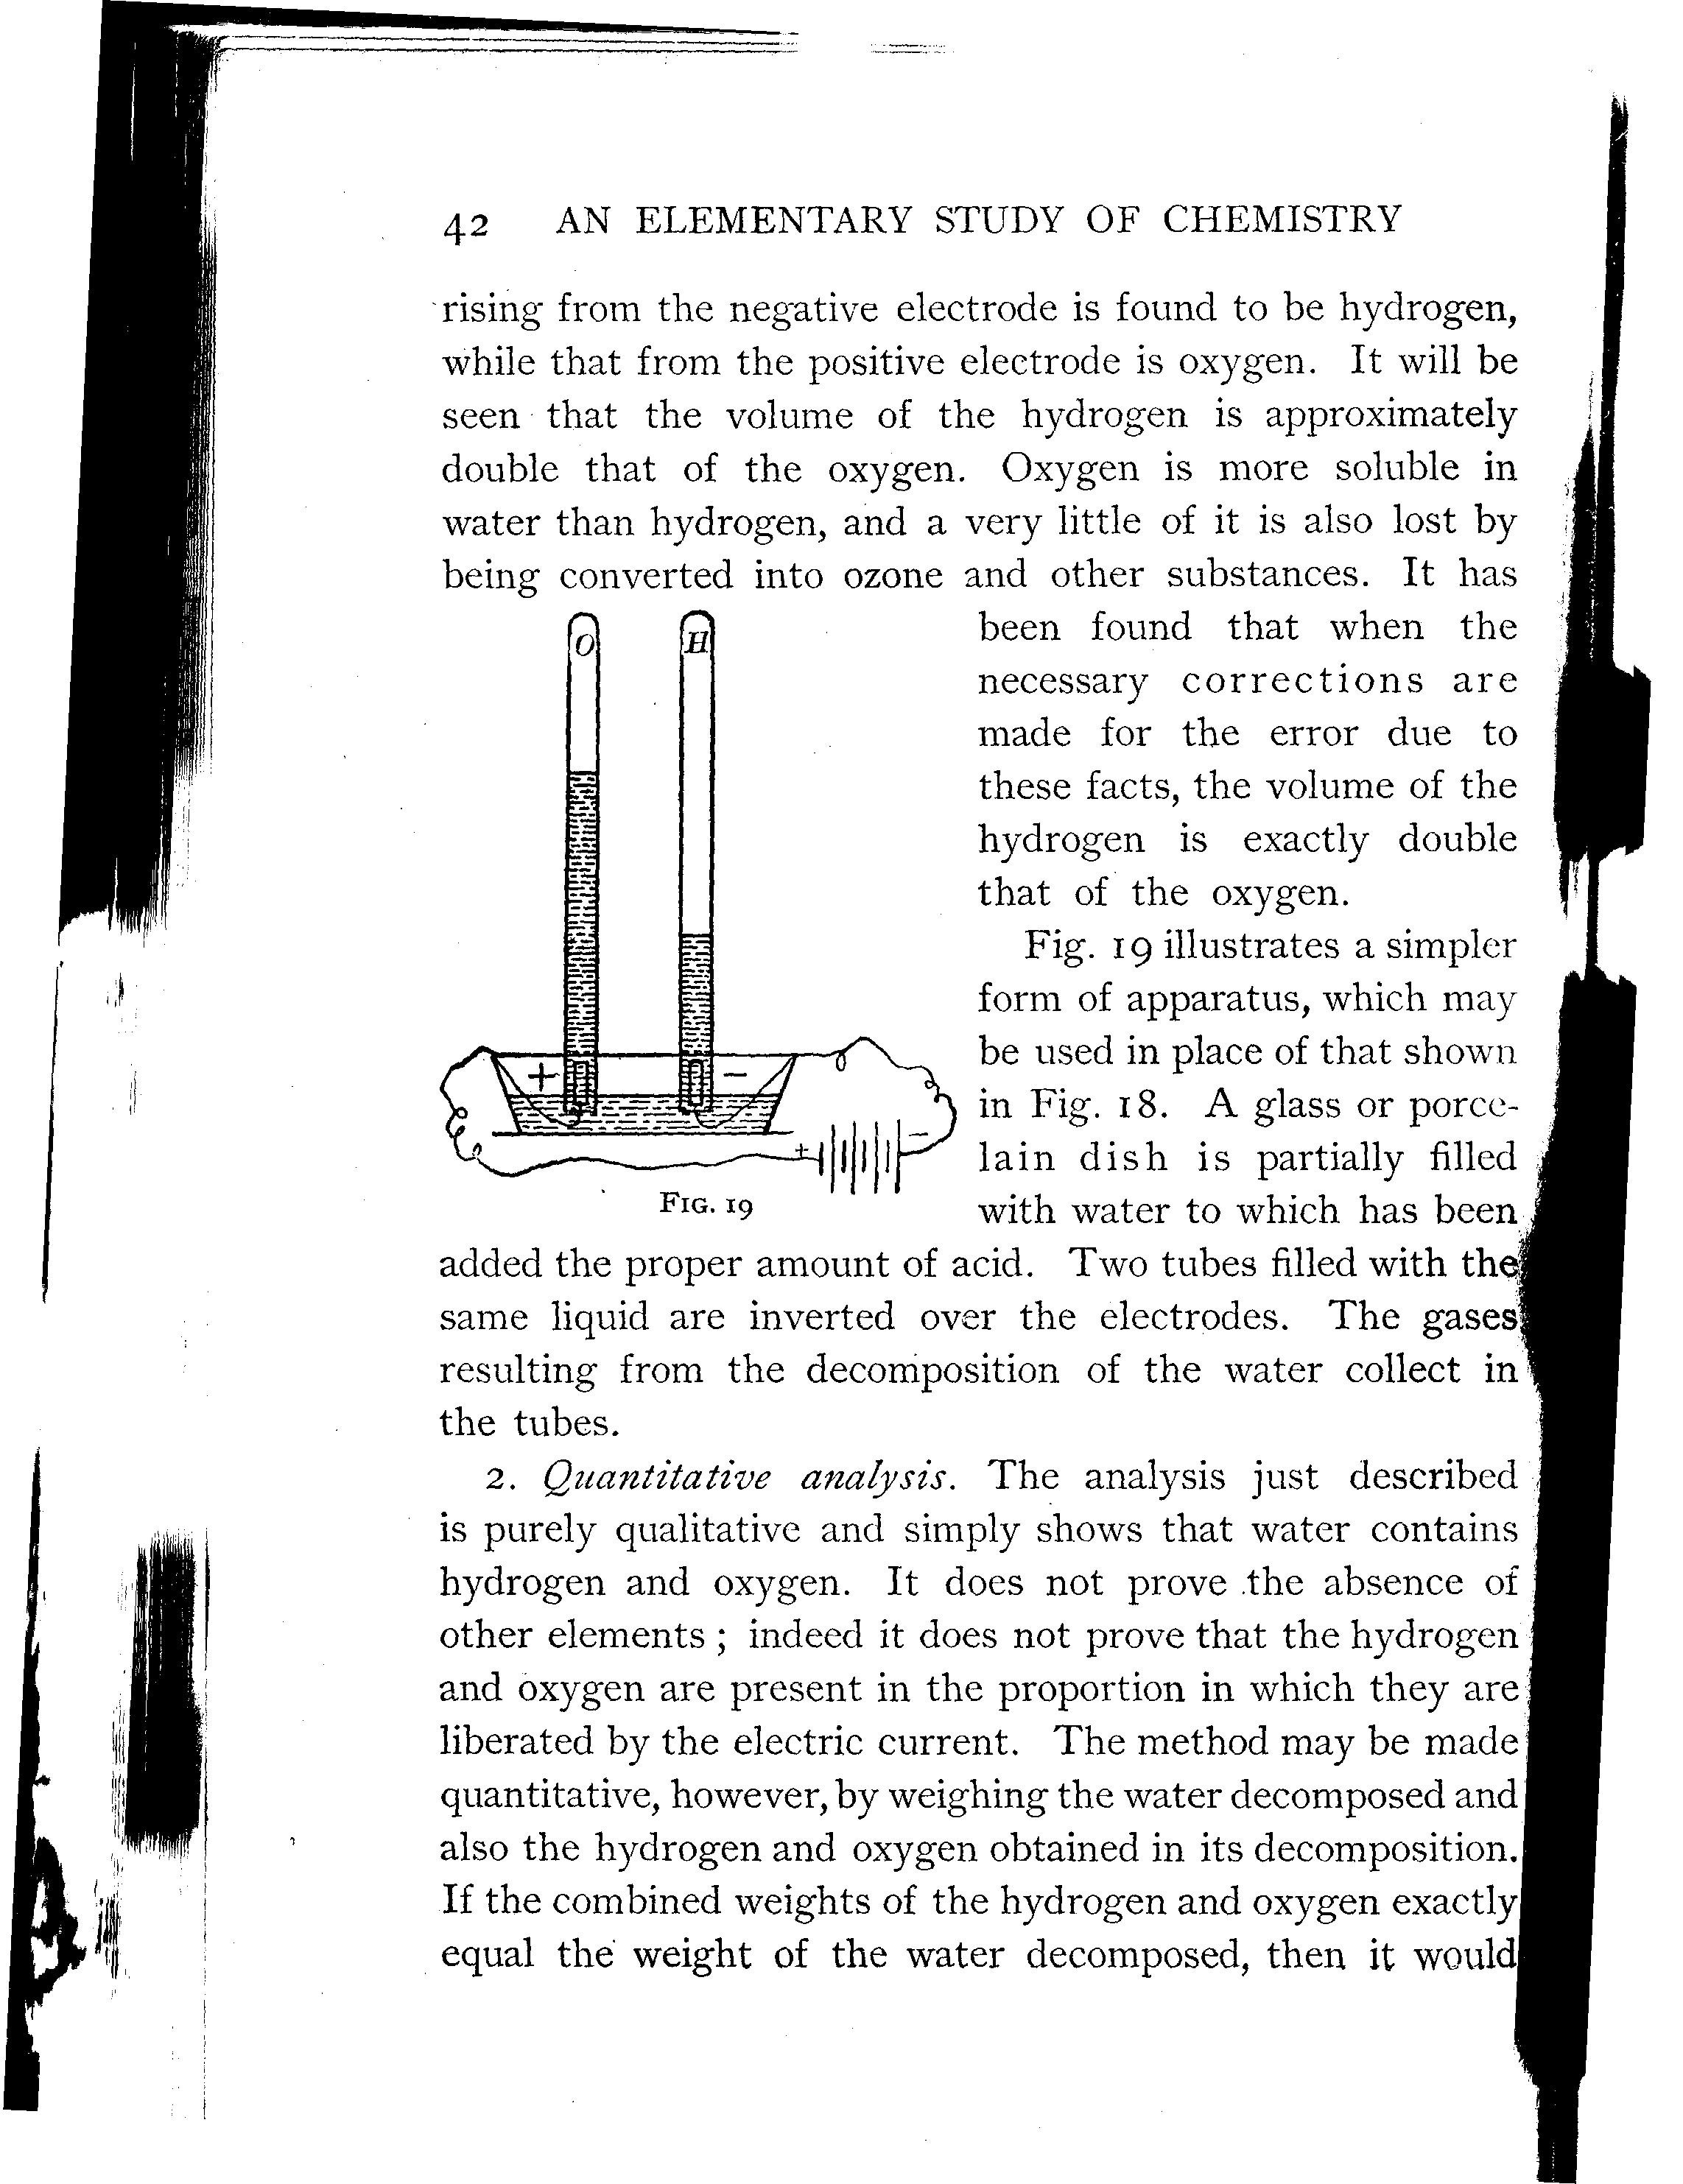 42 AN ELEMENTARY STUDY OF CHEMISTRY
rising from the negative electrode is found to be hydrogen,
while that from the positive electrode is oxygen. It will be
seen that the volume of the hydrogen is approximately
double that of the oxygen. Oxygen is more soluble in
water than hydrogen, and a very little of it is also lost by
being converted into ozone and other substances. It has
been found that when the
necessary corrections are
made for the error due to
these facts, the volume of the
hydrogen is exactly double
that of the oxygen.
Fig. 19 illustrates a simpler
form of apparatus, which may
be used in place of that shown
in Fig. 18. A glass or porce-
lain dish is partially filled
with water to which has been
O H
+ -
+ -
FIG. 19
added the proper amount of acid. Two tubes filled with the
same liquid are inverted over the electrodes. The gases
resulting from the decomposition of the water collect in
the tubes.
2. Quantitative analysis. The analysis just described
is purely qualitative and simply shows that water contains
hydrogen and oxygen. It does not prove the absence of
other elements ; indeed it does not prove that the hydrogen
and oxygen are present in the proportion in which they are
liberated by the electric current. The method may be made
quantitative, however, by weighing the water decomposed and
also the hydrogen and oxygen obtained in its decomposition.
If the combined weights of the hydrogen and oxygen exactly
equal the weight of the water decomposed, then it would